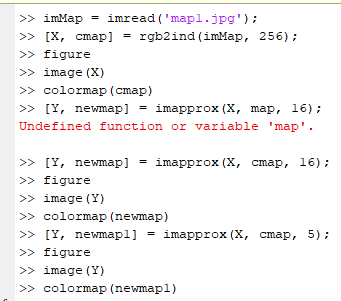 >> imMap = imread('map1.jpg');
>> [X, cmap] = rgb2ind(imMap, 256);
>> figure
>> image(X)
>> colormap(cmap)
>> [Y, newmap] = imapprox(X, map, 16);
Undefined function or variable 'map'.
>> [Y, newmap] = imapprox(X, cmap, 16);
>> figure
>> image(Y)
>> colormap(newmap)
>> [Y, newmap1] = imapprox(X, cmap, 5);
>> figure
>> image(Y)
>> colormap(newmap1)